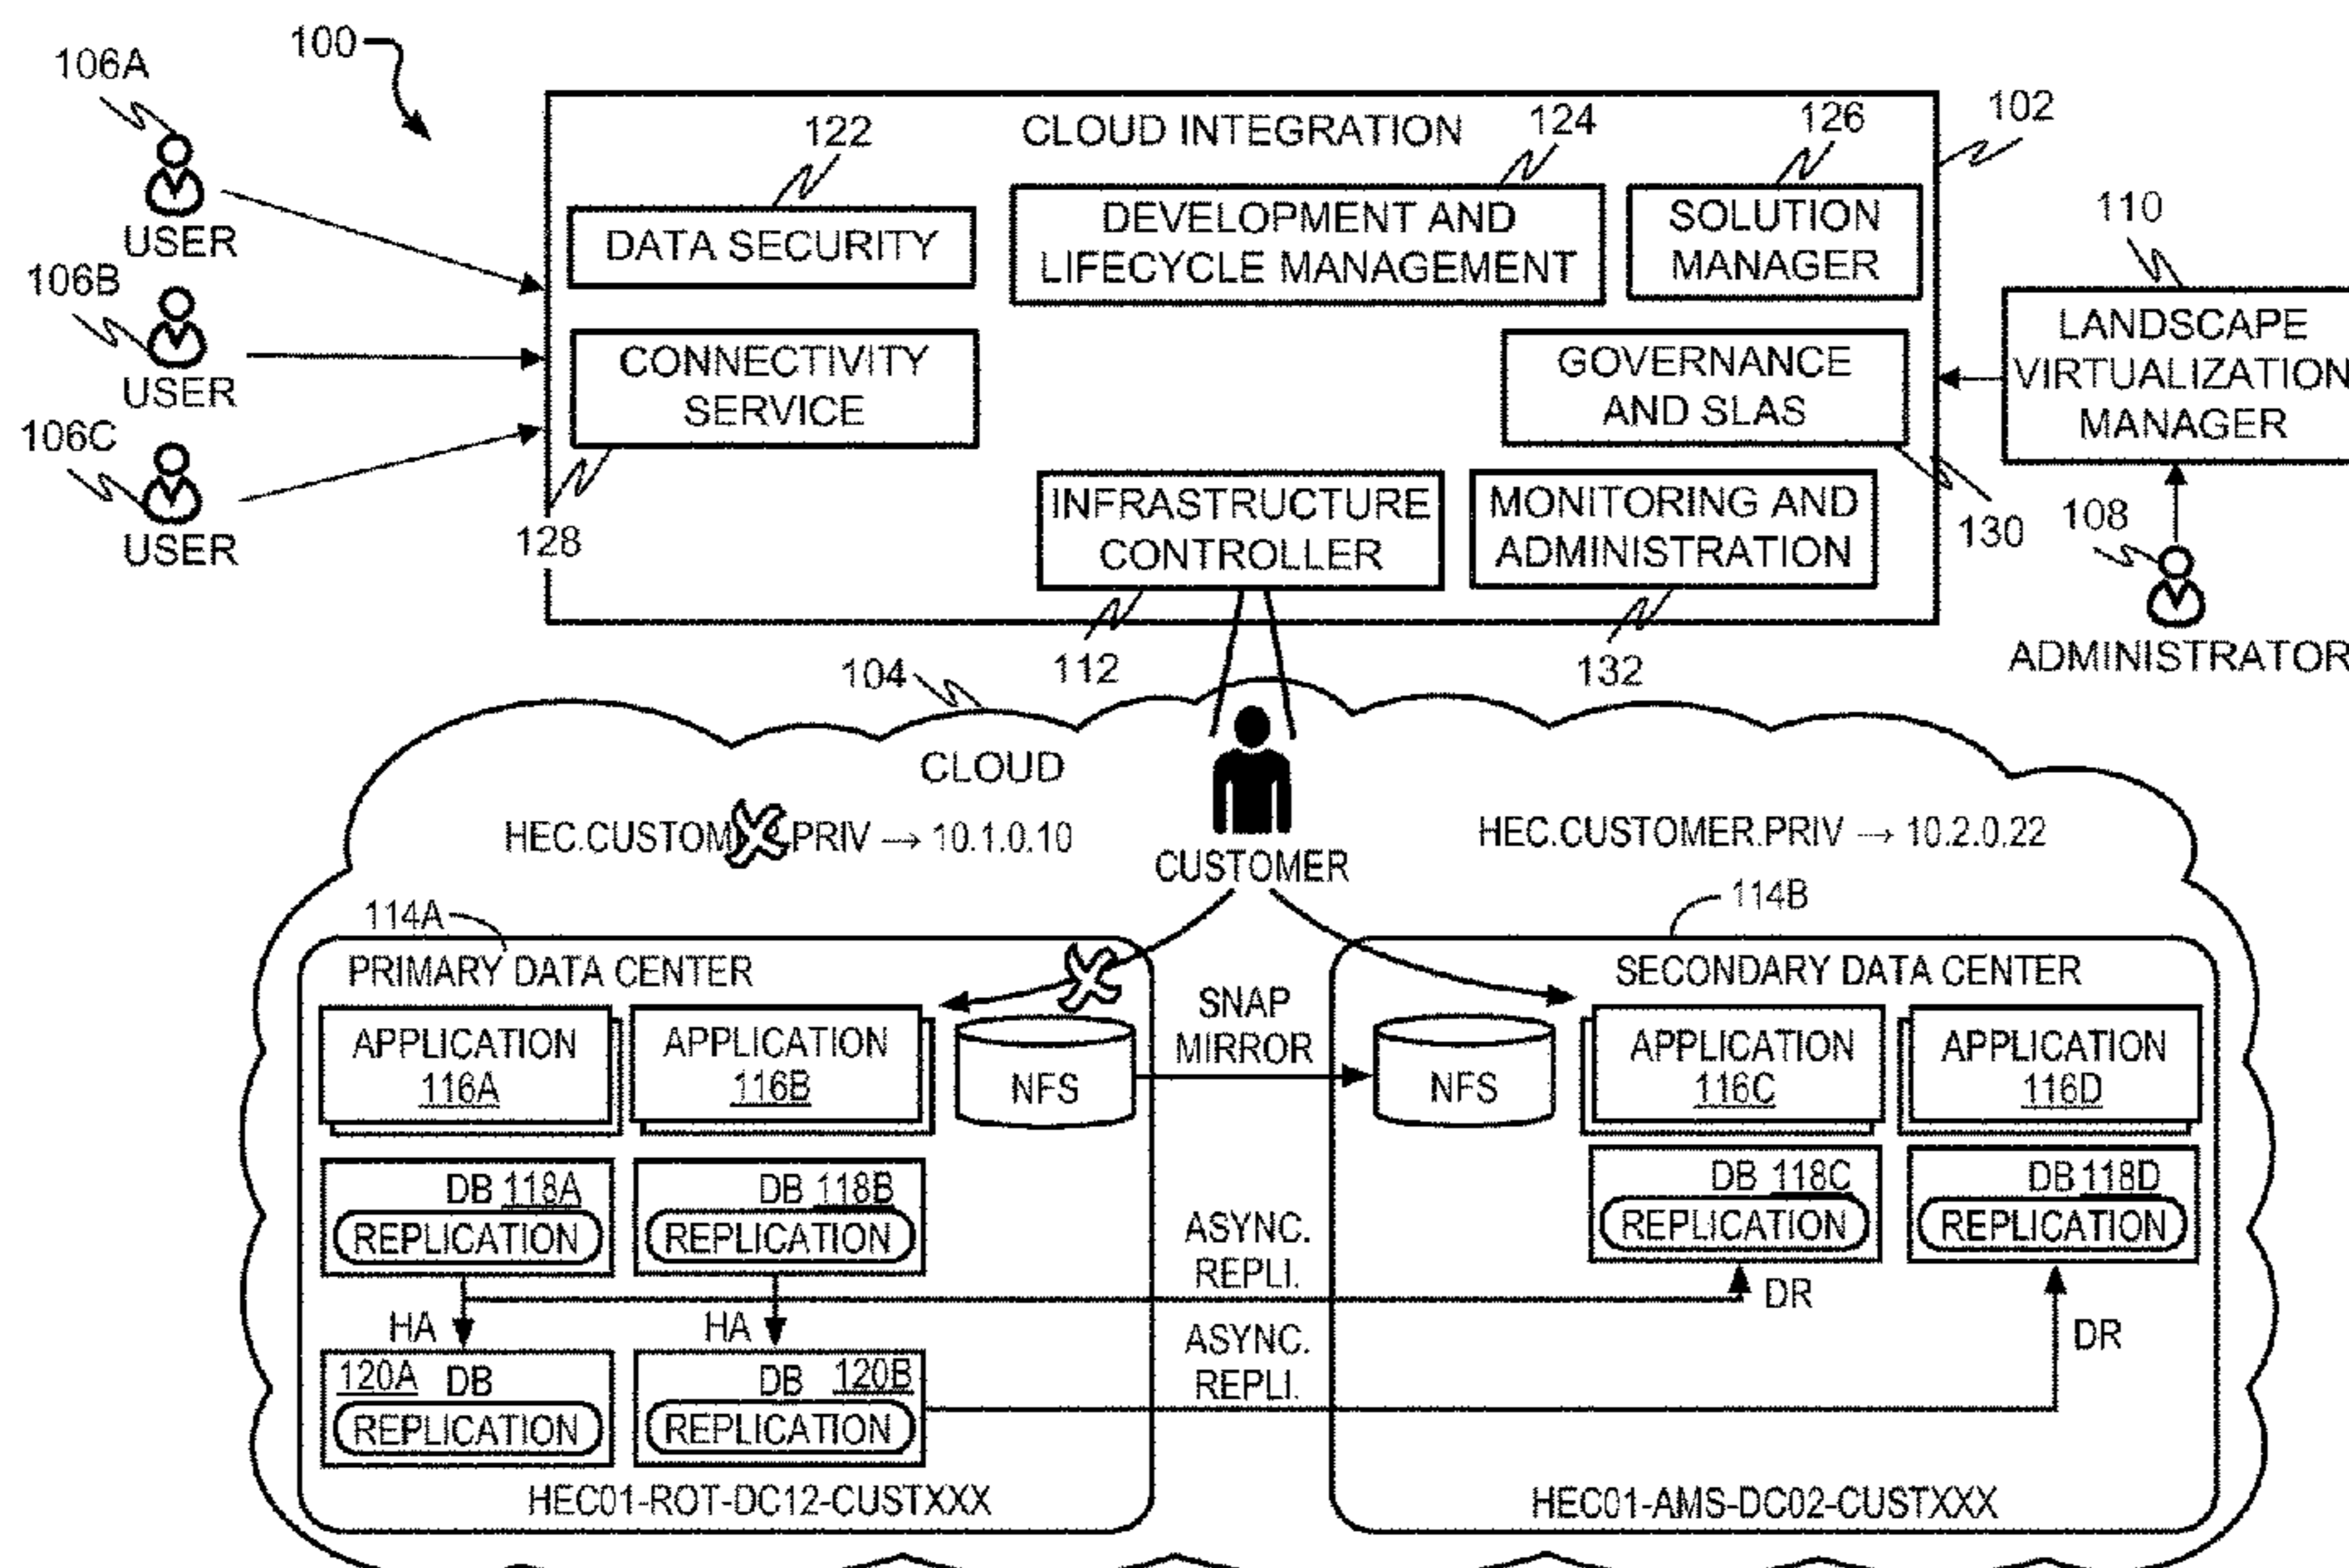 100
106A
USER
106B
USER
106C
USER
102
CLOUD INTEGRATION
122
DATA SECURITY
124
DEVELOPMENT AND
LIFECYCLE MANAGEMENT
126
SOLUTION
MANAGER
CONNECTIVITY
SERVICE
128
GOVERNANCE
AND SLAS
130
INFRASTRUCTURE
CONTROLLER
112
MONITORING AND
ADMINISTRATION
132
110
LANDSCAPE
VIRTUALIZATION
MANAGER
108
ADMINISTRATOR
104
CLOUD
HEC.CUSTOM PRIV → 10.1.0.10
CUSTOMER
HEC.CUSTOMER.PRIV → 10.2.0.22
114A
PRIMARY DATA CENTER
APPLICATION
116A
APPLICATION
116B
NFS
DB 118A
REPLICATION
DB 118B
REPLICATION
HA
HA
120A DB
REPLICATION
DB 120B
REPLICATION
HEC01-ROT-DC12-CUSTXXX
SNAP
MIRROR
ASYNC.
REPLI.
ASYNC.
REPLI.
114B
SECONDARY DATA CENTER
NFS
APPLICATION
116C
APPLICATION
116D
DB 118C
REPLICATION
DB 118D
REPLICATION
DR
DR
HEC01-AMS-DC02-CUSTXXX